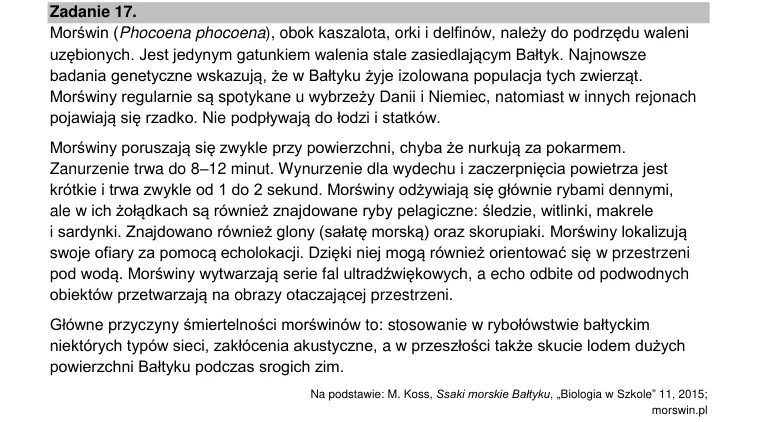 Zadanie 17.
Morświn (Phocoena phocoena), obok kaszalota, orki i delfinów, należy do podrzędu waleni
uzębionych. Jest jedynym gatunkiem walenia stale zasiedlającym Bałtyk. Najnowsze
badania genetyczne wskazują, że w Bałtyku żyje izolowana populacja tych zwierząt.
Morświny regularnie są spotykane u wybrzeży Danii i Niemiec, natomiast w innych rejonach
pojawiają się rzadko. Nie podpływają do łodzi i statków.
Morświny poruszają się zwykle przy powierzchni, chyba że nurkują za pokarmem.
Zanurzenie trwa do 8–12 minut. Wynurzenie dla wydechu i zaczerpnięcia powietrza jest
krótkie i trwa zwykle od 1 do 2 sekund. Morświny odżywiają się głównie rybami dennymi,
ale w ich żołądkach są również znajdowane ryby pelagiczne: śledzie, witlinki, makrele
i sardynki. Znajdowano również glony (sałatę morską) oraz skorupiaki. Morświny lokalizują
swoje ofiary za pomocą echolokacji. Dzięki niej mogą również orientować się w przestrzeni
pod wodą. Morświny wytwarzają serie fal ultradźwiękowych, a echo odbite od podwodnych
obiektów przetwarzają na obrazy otaczającej przestrzeni.
Główne przyczyny śmiertelności morświnów to: stosowanie w rybołówstwie bałtyckim
niektórych typów sieci, zakłócenia akustyczne, a w przeszłości także skucie lodem dużych
powierzchni Bałtyku podczas srogich zim.
Na podstawie: M. Koss, Ssaki morskie Bałtyku, „Biologia w Szkole” 11, 2015;
morswin.pl